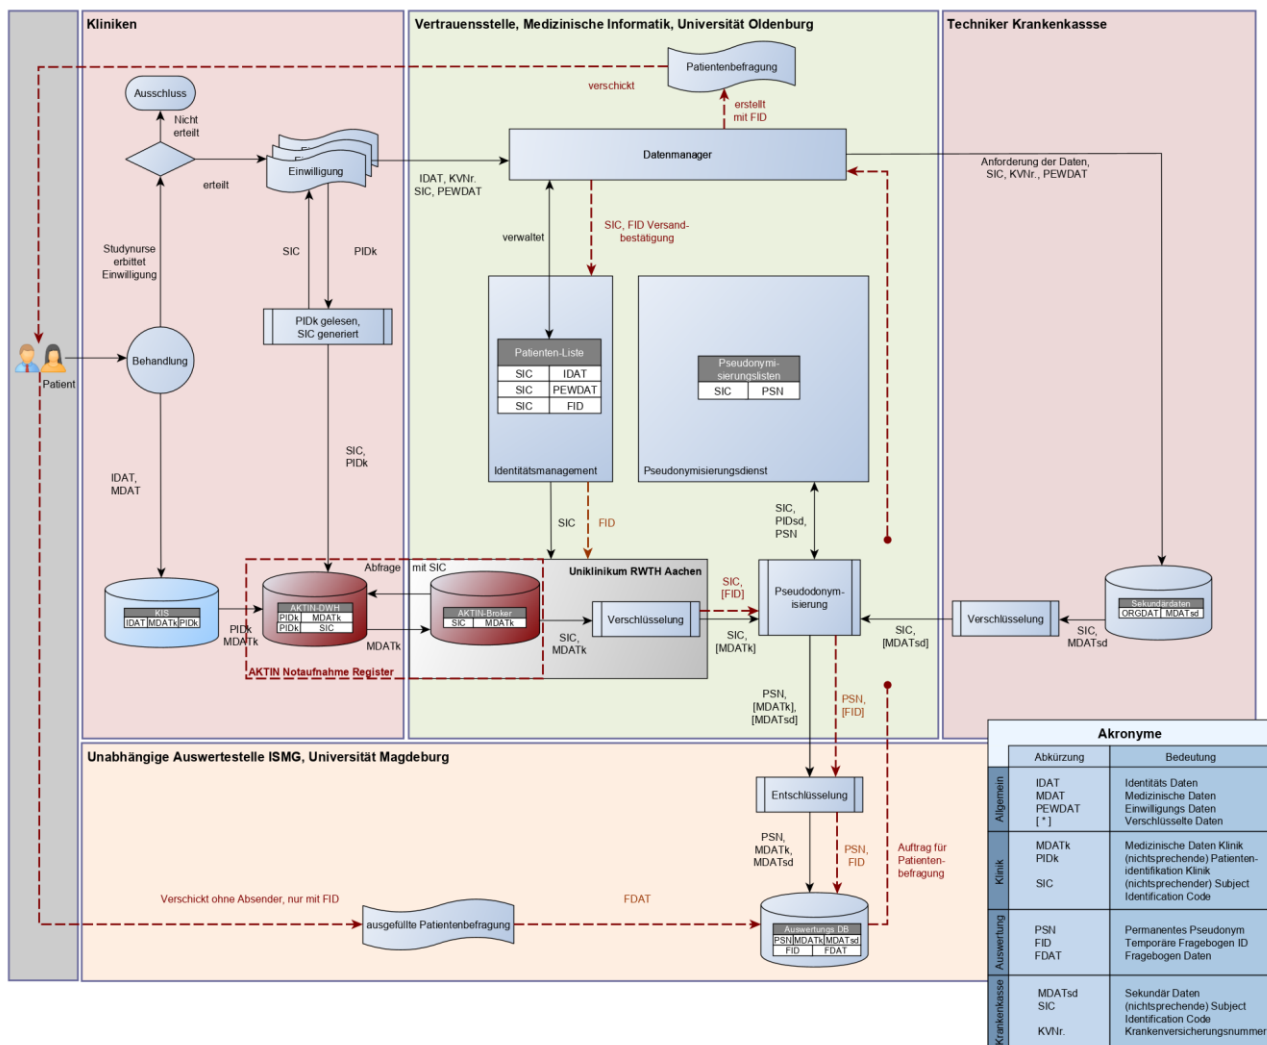 Kliniken
Vertrauensstelle, Medizinische Informatik, Universität Oldenburg
Techniker Krankenkassse
Patientenbefragung
verschickt
erstellt
mit FID
Ausschluss
Nicht
erteilt
erteilt
Einwilligung
IDAT, KVNr.
SIC, PEWDAT
Datenmanager
Anforderung der Daten,
SIC, KVNr., PEWDAT
Studynurse
erbittet
Einwilligung
SIC
PIDk
verwaltet
SIC, FID Versand-
bestätigung
PIDk gelesen,
SIC generiert
Behandlung
Patient
Patienten-Liste
SIC IDAT
SIC PEWDAT
SIC FID
Identitätsmanagement
Pseudonymi-
sierungslisten
SIC PSN
Pseudonymisierungsdienst
IDAT,
MDAT
SIC,
PIDk
SIC
FID
SIC,
PIDsd,
PSN
Abfrage mit SIC
Uniklinikum RWTH Aachen
KIS
IDAT MDATk PIDk
PIDk
MDATk
AKTIN-DWH
PIDk MDATk
PIDk SIC
MDATk
AKTIN-Broker
SIC MDATk
SIC,
MDATk
Verschlüsselung
SIC,
[FID]
SIC,
[MDATk]
Pseudodonym-
isierung
SIC,
[MDATsd]
Verschlüsselung
SIC,
MDATsd
Sekundärdaten
ORGDAT MDATsd
AKTIN Notaufnahme Register
PSN,
[MDATk],
[MDATsd]
PSN,
[FID]
Unabhängige Auswertestelle ISMG, Universität Magdeburg
Entschlüsselung
PSN,
MDATk,
MDATsd
PSN,
FID
Auftrag für
Patienten-
befragung
Verschickt ohne Absender, nur mit FID
ausgefüllte Patientenbefragung
FDAT
Auswertungs DB
PSN MDATk MDATsd
FID FDAT
Akronyme
Abkürzung Bedeutung
Allgemein
IDAT Identitäts Daten
MDAT Medizinische Daten
PEWDAT Einwilligungs Daten
[ * ] Verschlüsselte Daten
Klinik
MDATk Medizinische Daten Klinik
PIDk (nichtsprechende) Patienten-
identifikation Klinik
SIC (nichtsprechender) Subject
Identification Code
Auswertung
PSN Permanentes Pseudonym
FID Temporäre Fragebogen ID
FDAT Fragebogen Daten
Krankenkasse
MDATsd Sekundär Daten
SIC (nichtsprechende) Subject
Identification Code
KVNr. Krankenversicherungsnummer